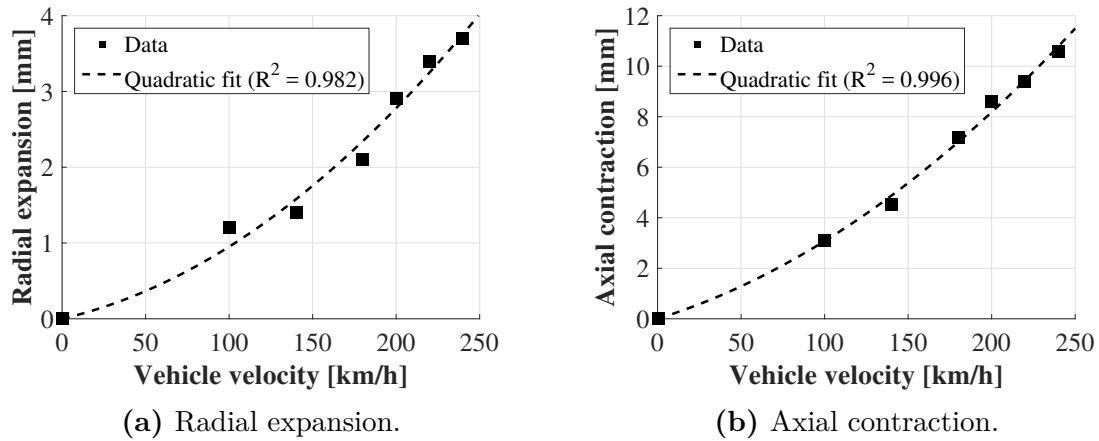 4
3
2
1
0
Radial expansion [mm]
Data
Quadratic fit (R² = 0.982)
0 50 100 150 200 250
Vehicle velocity [km/h]
(a) Radial expansion.
12
10
8
6
4
2
0
Axial contraction [mm]
Data
Quadratic fit (R² = 0.996)
0 50 100 150 200 250
Vehicle velocity [km/h]
(b) Axial contraction.